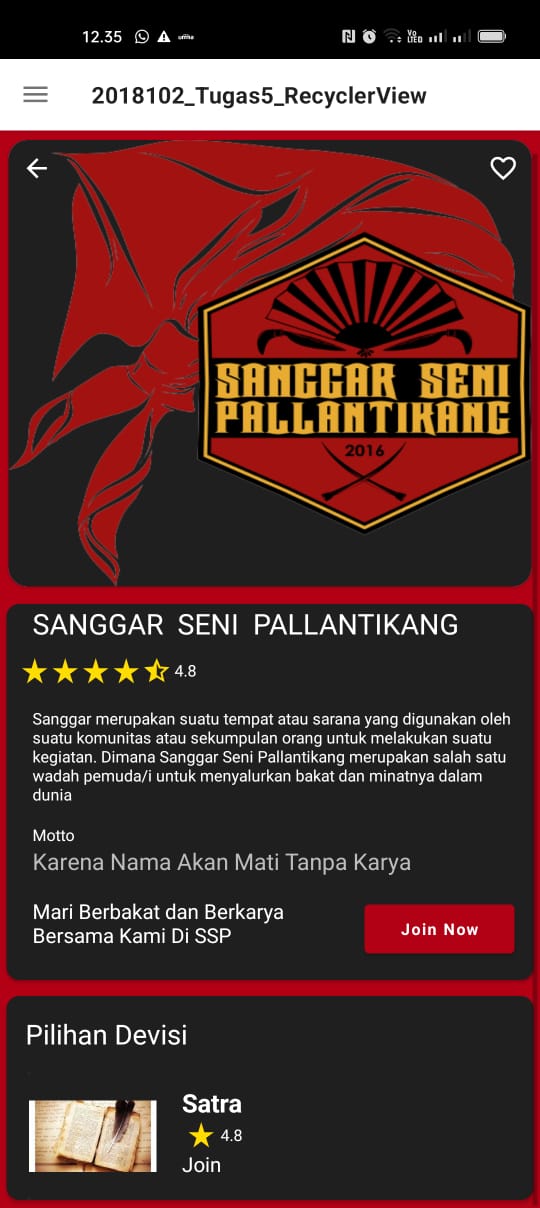 12.35
2018102_Tugas5_RecyclerView
SANGGAR SENI
PALLANTIKANG
2016
SANGGAR SENI PALLANTIKANG
4.8
Sanggar merupakan suatu tempat atau sarana yang digunakan oleh
suatu komunitas atau sekumpulan orang untuk melakukan suatu
kegiatan. Dimana Sanggar Seni Pallantikang merupakan salah satu
wadah pemuda/i untuk menyalurkan bakat dan minatnya dalam
dunia
Motto
Karena Nama Akan Mati Tanpa Karya
Mari Berbakat dan Berkarya
Bersama Kami Di SSP
Join Now
Pilihan Devisi
Satra
4.8
Join